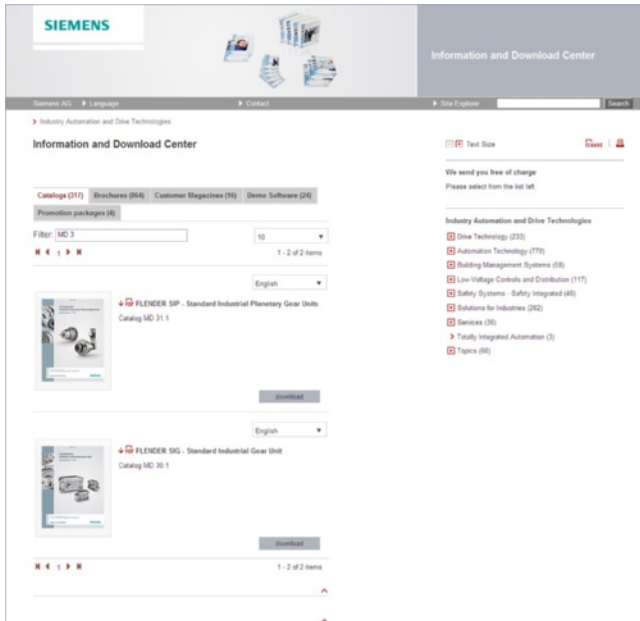 SIEMENS
Information and Download Center
Siemens AG Language Contact Site Explorer Search
Industry Automation and Drive Technologies
Information and Download Center
Text Size
We send you free of charge
Please select from the list left.
Catalogs (317) Brochures (864) Customer Magazines (16) Demo Software (24)
Promotion packages (4)
Filter: MD 3 10
1 1 - 2 of 2 items
English
FLENDER SIP - Standard Industrial Planetary Gear Units
Catalog MD 31.1
download
English
FLENDER SIG - Standard Industrial Gear Unit
Catalog MD 30.1
download
1 1 - 2 of 2 items
Industry Automation and Drive Technologies
Drive Technology (233)
Automation Technology (770)
Building Management Systems (58)
Low-Voltage Controls and Distribution (117)
Safety Systems - Safety Integrated (46)
Solutions for Industries (282)
Services (36)
Totally Integrated Automation (3)
Topics (60)